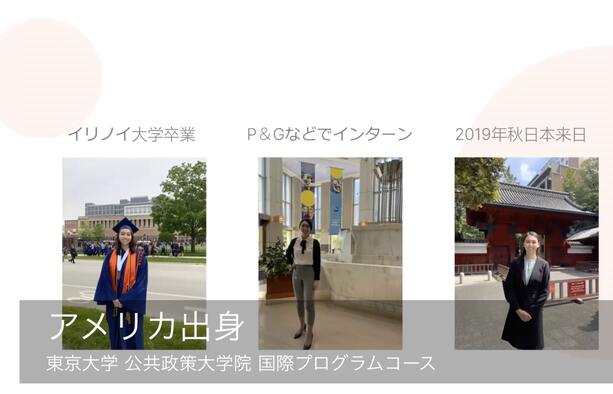 イリノイ大学卒業
P&Gなどでインターン
2019年秋日本来日
アメリカ出身
東京大学 公共政策大学院 国際プログラムコース